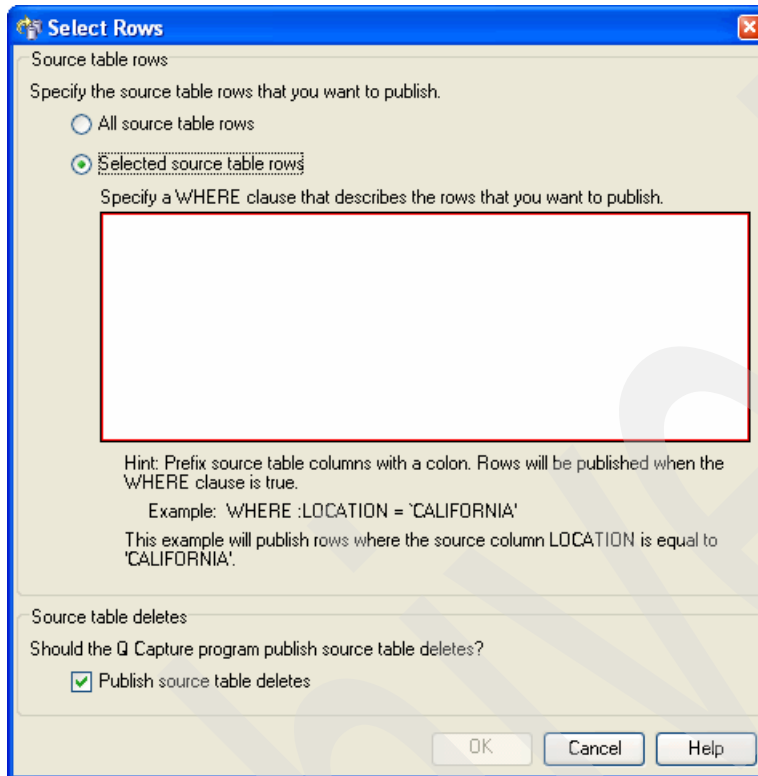 Select Rows
Source table rows
Specify the source table rows that you want to publish.
All source table rows
Selected source table rows
Specify a WHERE clause that describes the rows that you want to publish.
Hint: Prefix source table columns with a colon. Rows will be published when the
WHERE clause is true.
Example: WHERE :LOCATION = `CALIFORNIA'
This example will publish rows where the source column LOCATION is equal to
'CALIFORNIA'.
Source table deletes
Should the Q Capture program publish source table deletes?
Publish source table deletes
OK
Cancel
Help